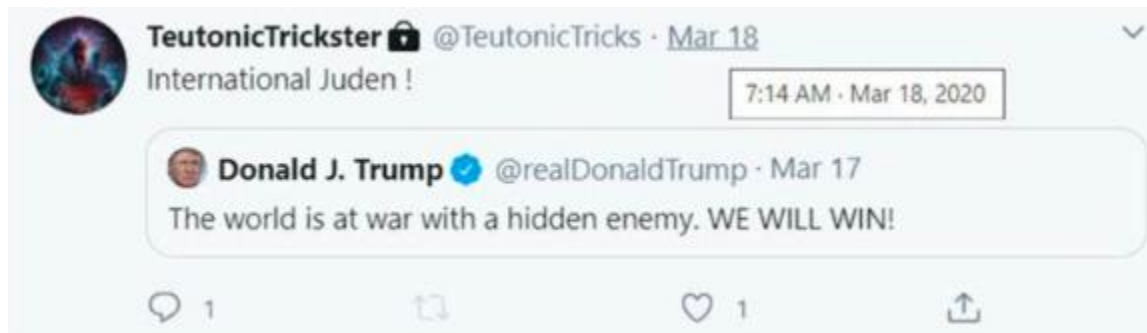 TeutonicTrickster @TeutonicTricks · Mar 18
International Juden !
7:14 AM · Mar 18, 2020
Donald J. Trump @realDonaldTrump · Mar 17
The world is at war with a hidden enemy. WE WILL WIN!
1 1